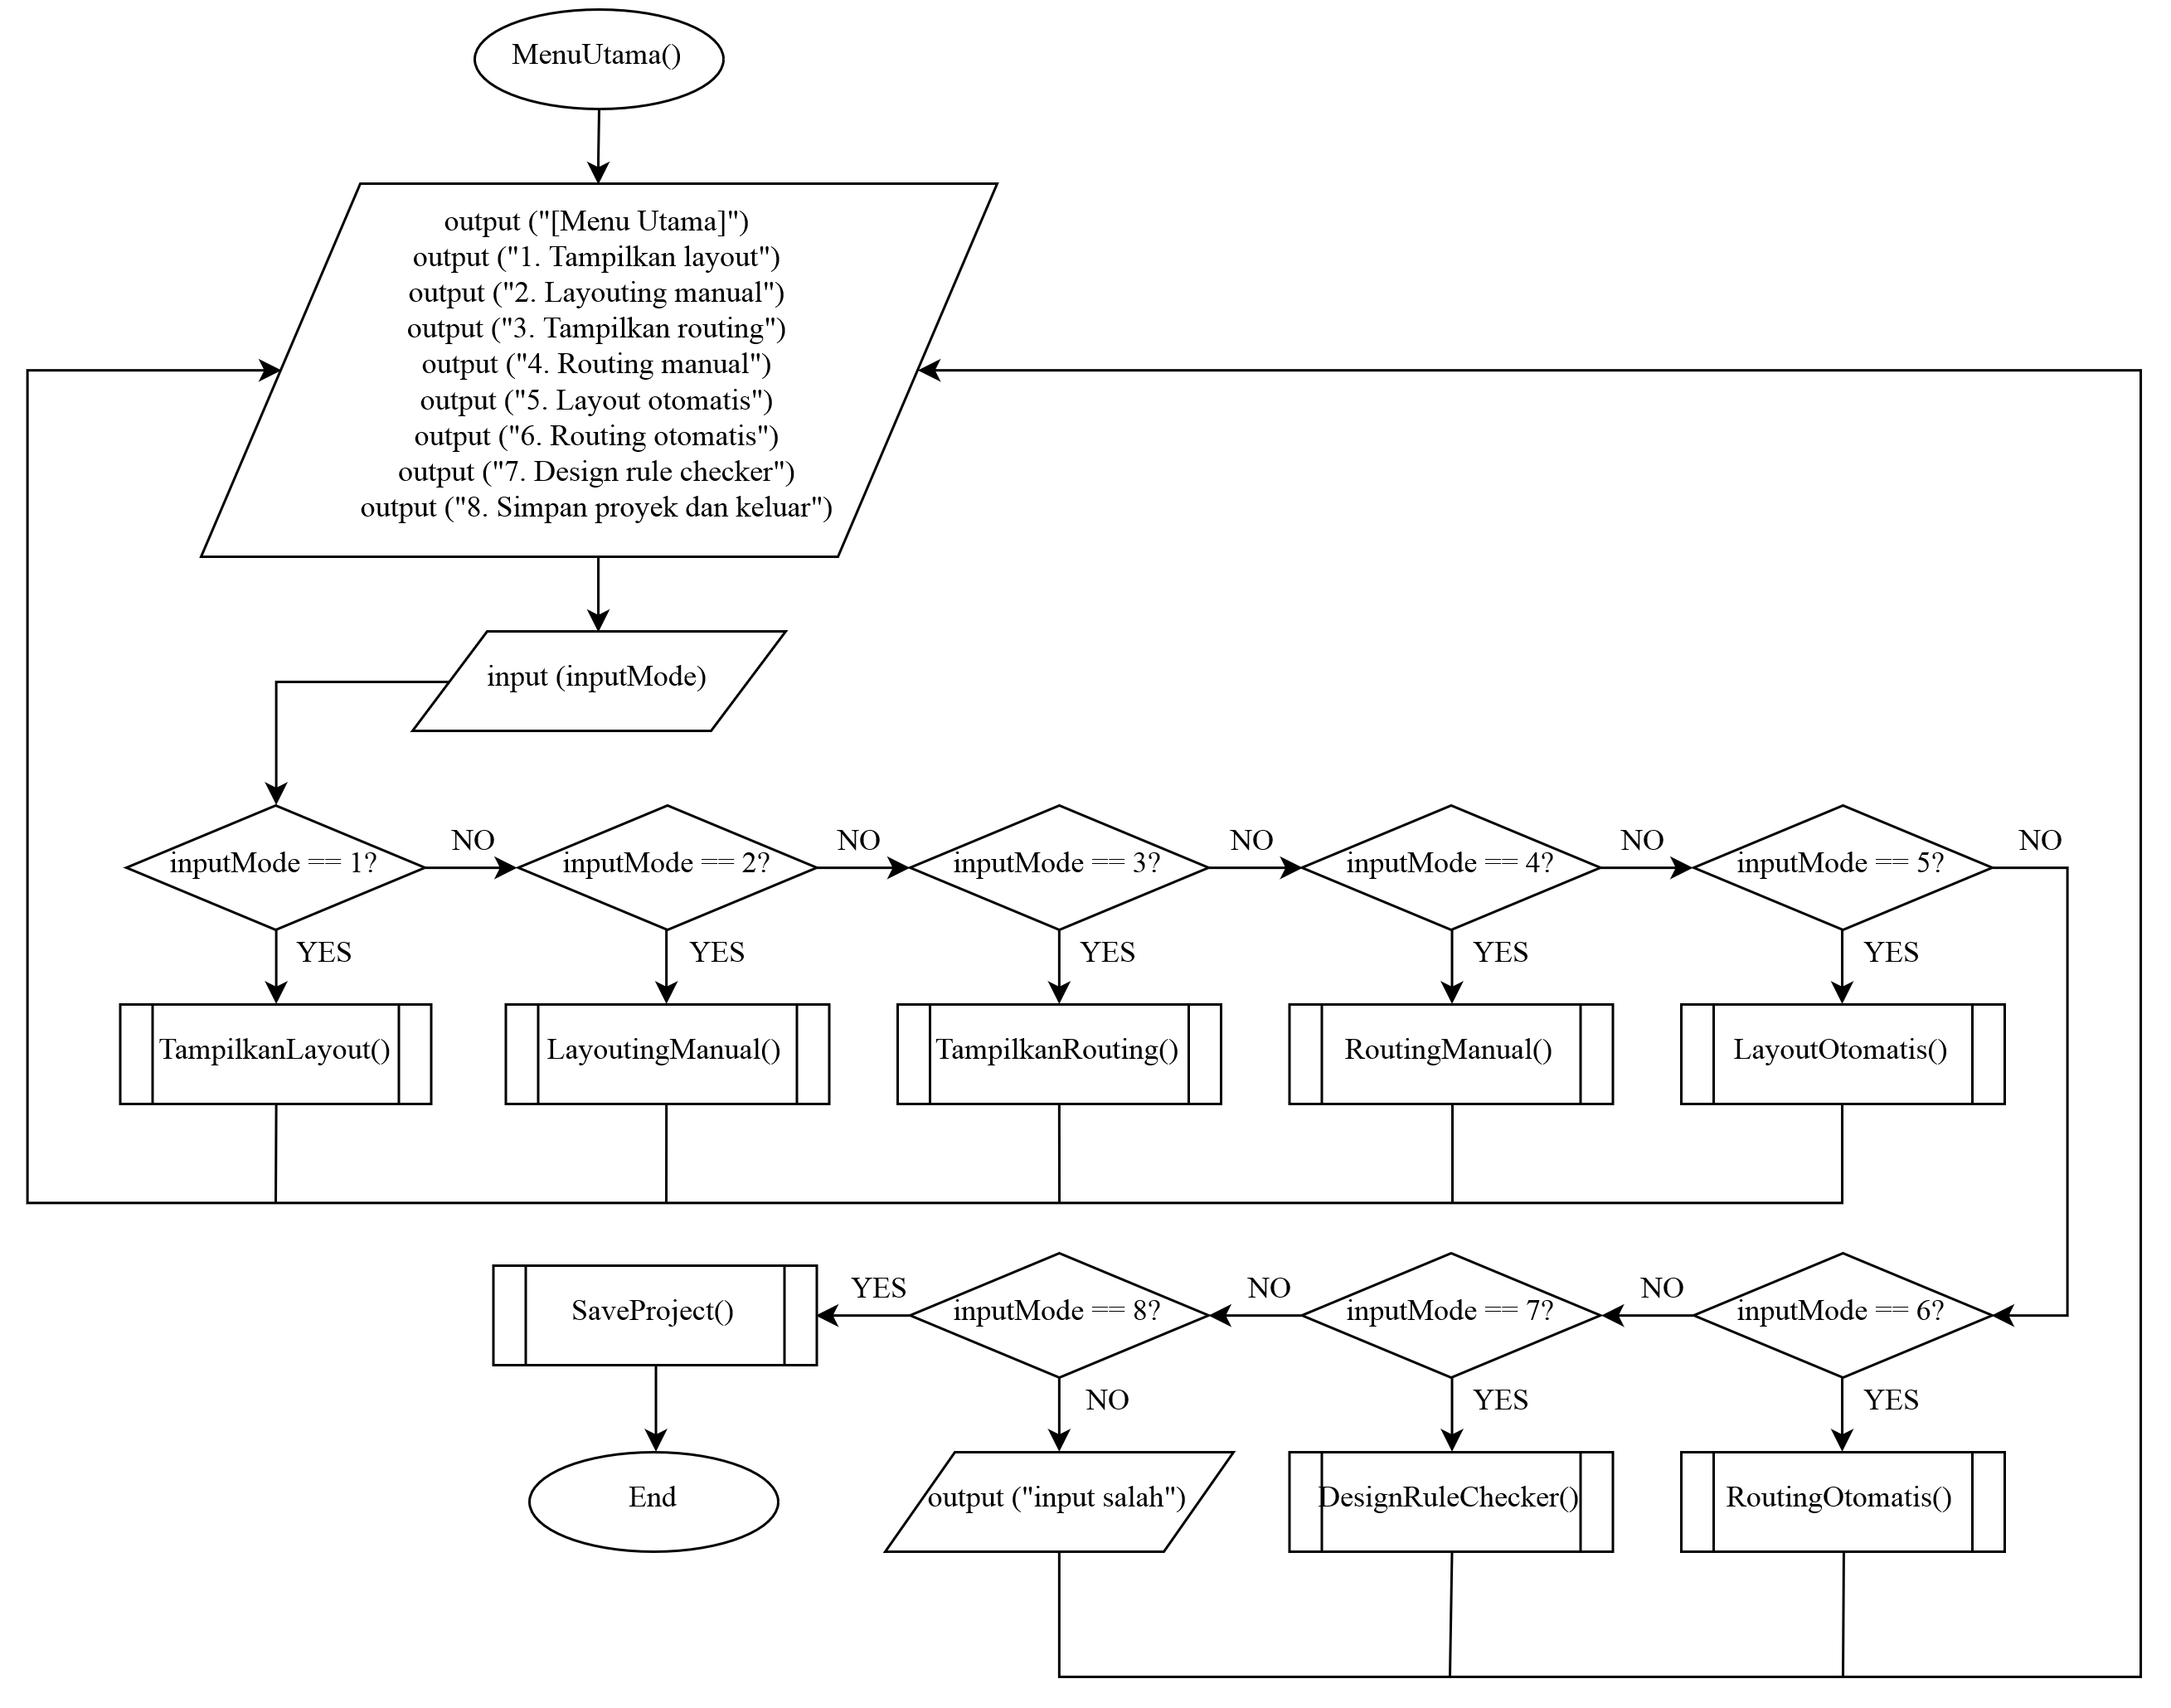 MenuUtama()
output ("[Menu Utama]")
output ("1. Tampilkan layout")
output ("2. Layouting manual")
output ("3. Tampilkan routing")
output ("4. Routing manual")
output ("5. Layout otomatis")
output ("6. Routing otomatis")
output ("7. Design rule checker")
output ("8. Simpan proyek dan keluar")
input (inputMode)
inputMode == 1?
NO
inputMode == 2?
NO
inputMode == 3?
NO
inputMode == 4?
NO
inputMode == 5?
NO
YES
YES
YES
YES
YES
TampilkanLayout()
LayoutingManual()
TampilkanRouting()
RoutingManual()
LayoutOtomatis()
SaveProject()
YES
inputMode == 8?
NO
inputMode == 7?
NO
inputMode == 6?
NO
YES
YES
End
output ("input salah")
DesignRuleChecker()
RoutingOtomatis()